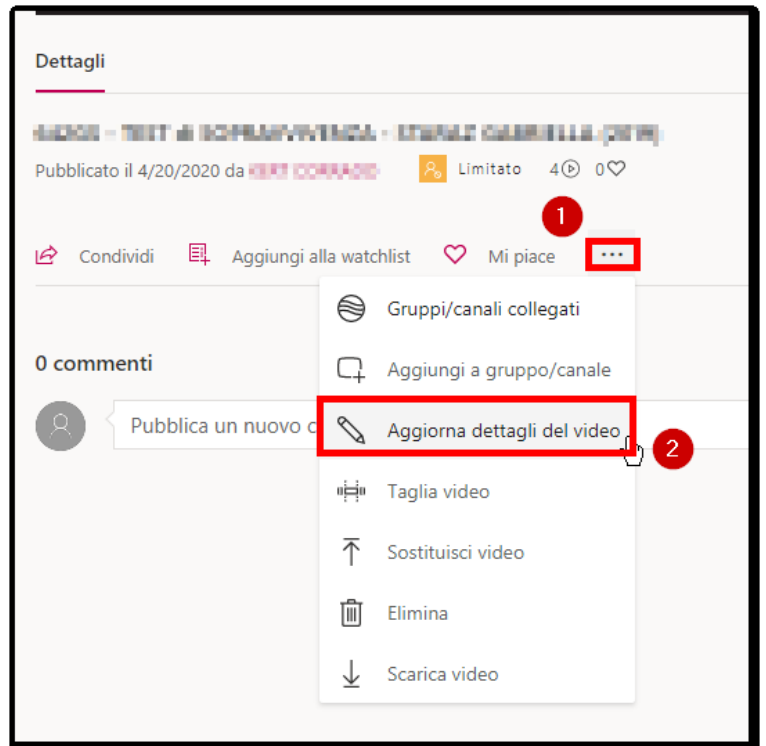 Dettagli
Pubblicato il 4/20/2020 da
Limitato 4 0
1
Condividi Aggiungi alla watchlist Mi piace ...
Gruppi/canali collegati
0 commenti
Aggiungi a gruppo/canale
Pubblica un nuovo c
Aggiorna dettagli del video
2
Taglia video
Sostituisci video
Elimina
Scarica video